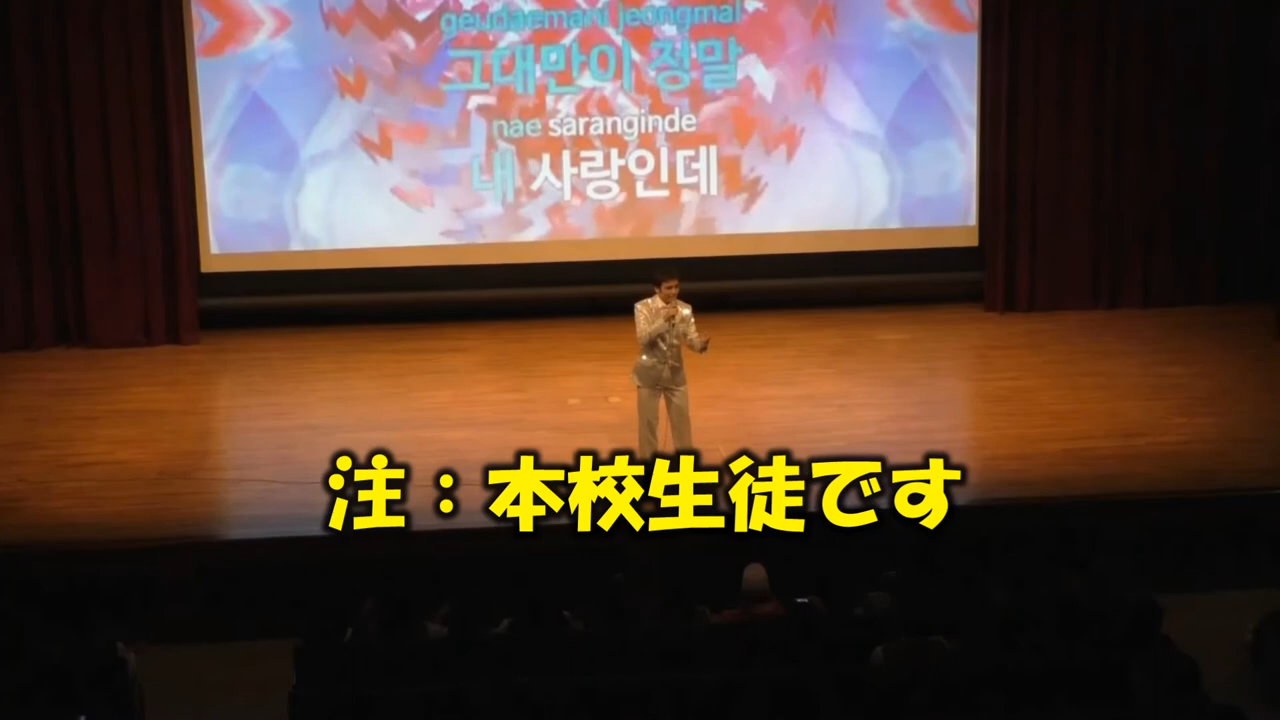 geudaemani jeongmal
그대만이 정말
nae saranginde
내 사랑인데
注：本校生徒です